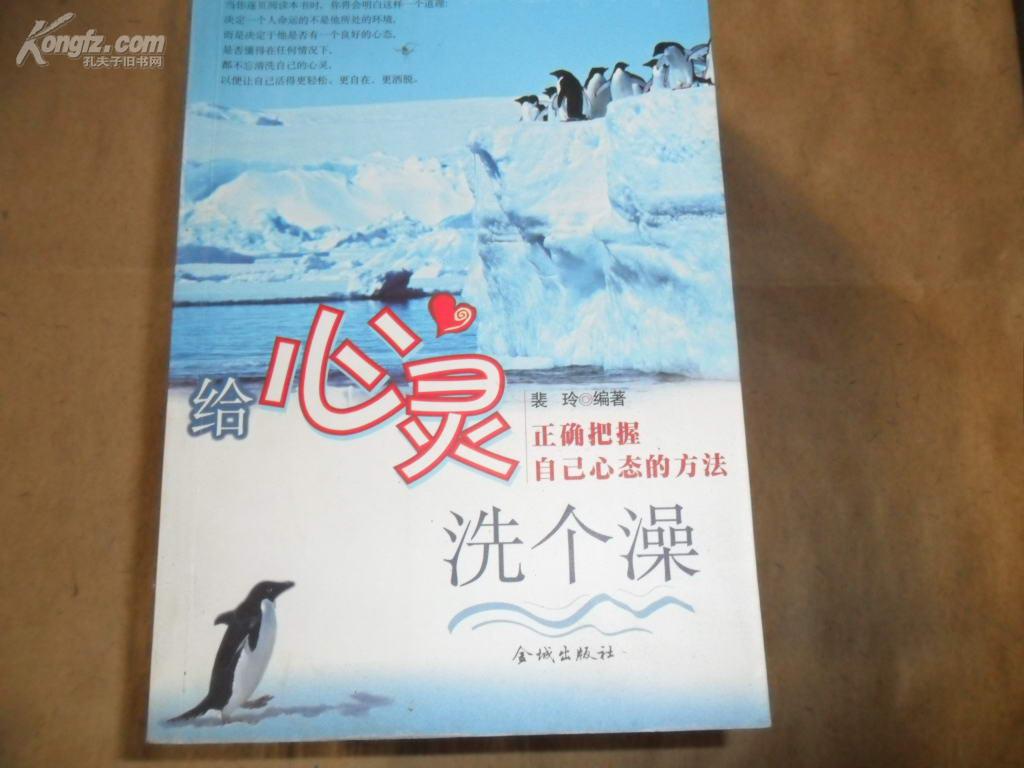 Kongfz.com
孔夫子旧书网
当你逐页阅读本书时，你将会明白这样一个道理：
决定一个人命运的不是他所处的环境，
而是决定于他是否有一个良好的心态，
是否懂得在任何情况下，
都不忘清洗自己的心灵，
以便让自己活得更轻松、更自在、更洒脱。
给心灵
裴 玲◎编著
正确把握
自己心态的方法
洗个澡
金城出版社